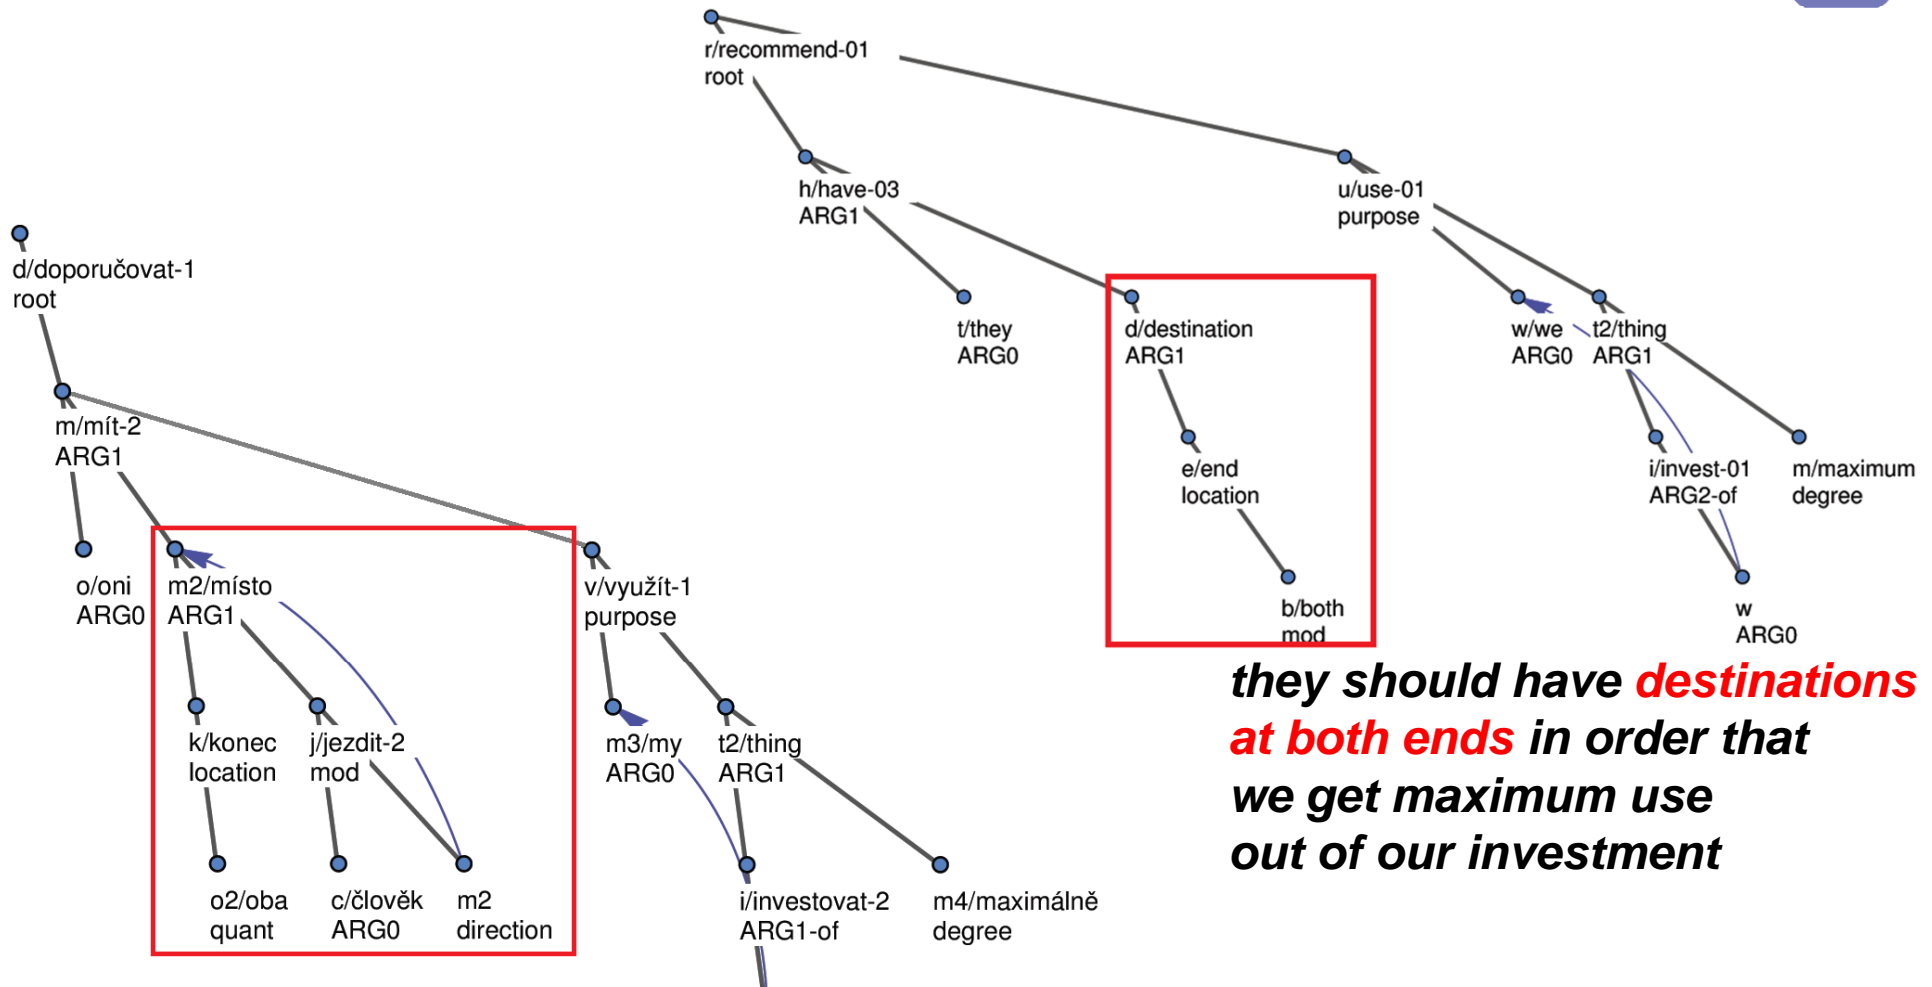 r/recommend-01
root
h/have-03
ARG1
u/use-01
purpose
t/they
ARG0
d/destination
ARG1
w/we
ARG0
t2/thing
ARG1
e/end
location
i/invest-01
ARG2-of
m/maximum
degree
b/both
mod
w
ARG0
d/doporučovat-1
root
m/mít-2
ARG1
o/oni
ARG0
m2/místo
ARG1
v/využít-1
purpose
k/konec
location
j/jezdit-2
mod
m3/my
ARG0
t2/thing
ARG1
o2/oba
quant
c/člověk
ARG0
m2
direction
i/investovat-2
ARG1-of
m4/maximálně
degree
they should have destinations
at both ends in order that
we get maximum use
out of our investment